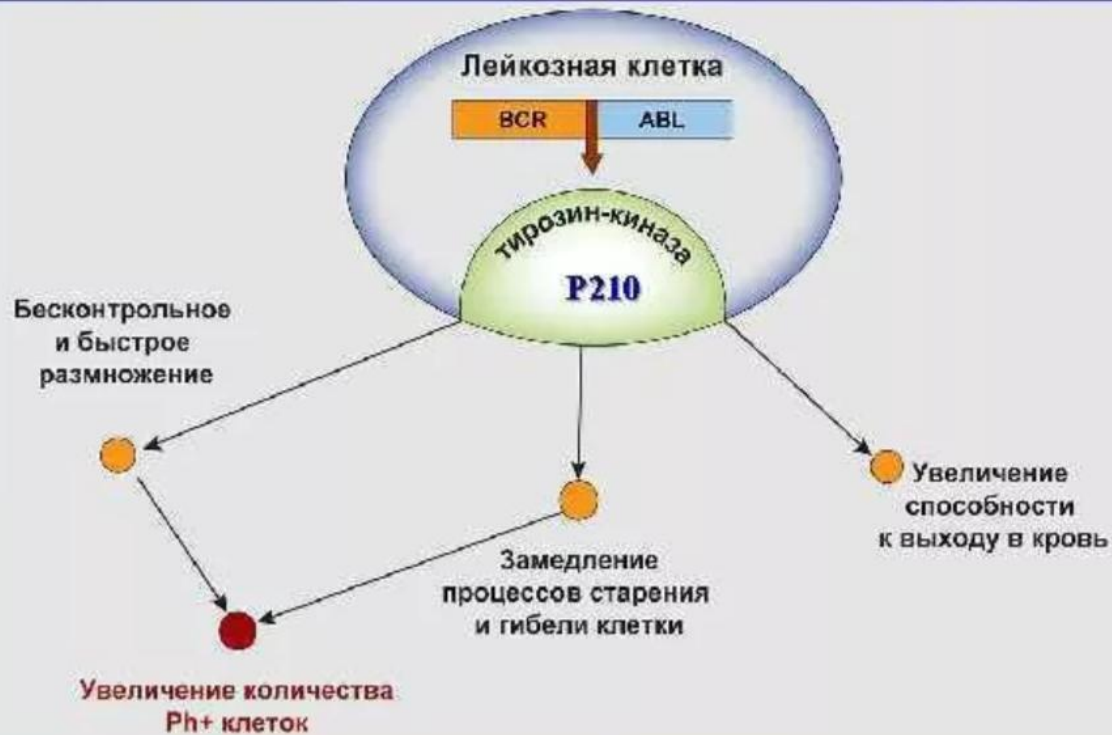 Лейкозная клетка
BCR
ABL
тирозин-киназа
P210
Бесконтрольное
и быстрое
размножение
Увеличение
способности
к выходу в кровь
Замедление
процессов старения
и гибели клетки
Увеличение количества
Ph+ клеток